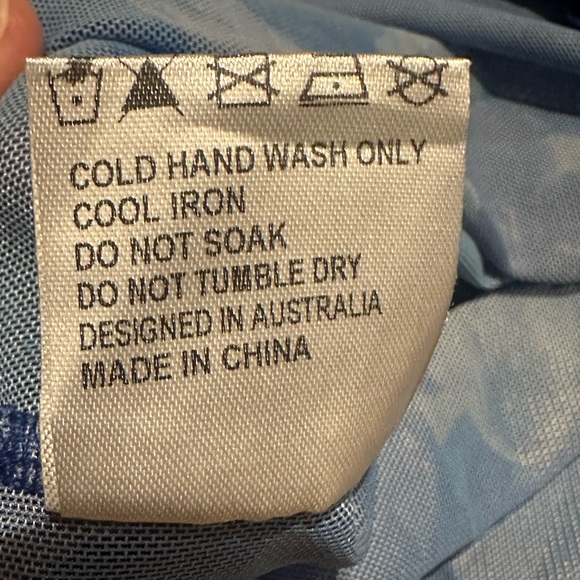 COLD HAND WASH ONLY
COOL IRON
DO NOT SOAK
DO NOT TUMBLE DRY
DESIGNED IN AUSTRALIA
MADE IN CHINA